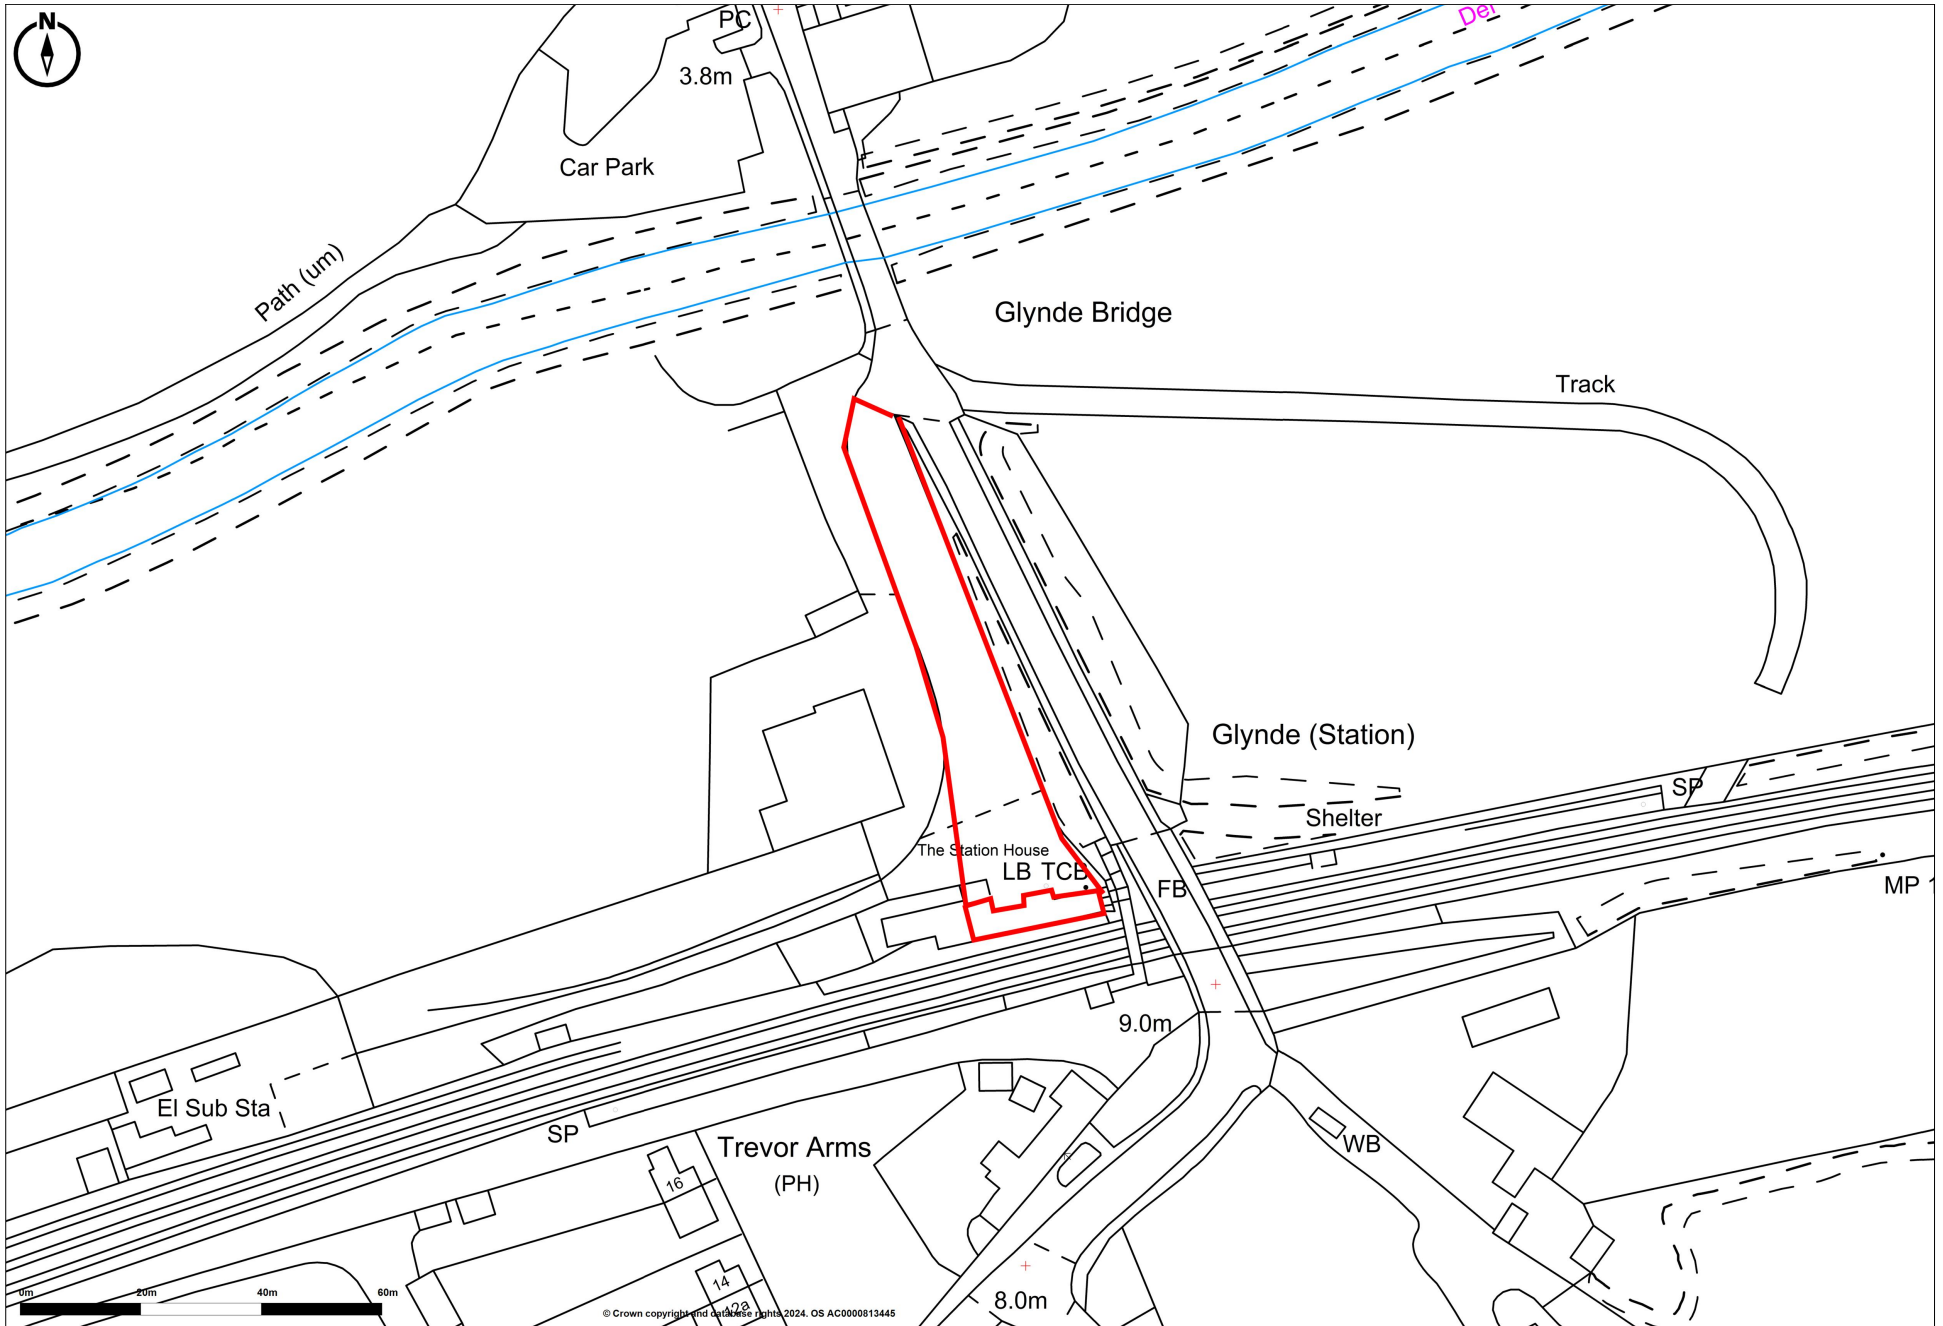 N
PC
Def
3.8m
Car Park
Path (um)
Glynde Bridge
Track
Glynde (Station)
SP
Shelter
The Station House
LB TCB
FB
MP
9.0m
El Sub Sta
SP
Trevor Arms
(PH)
WB
16
14
12a
8.0m
0m 20m 40m 60m
© Crown copyright and database rights 2024. OS AC0000813445